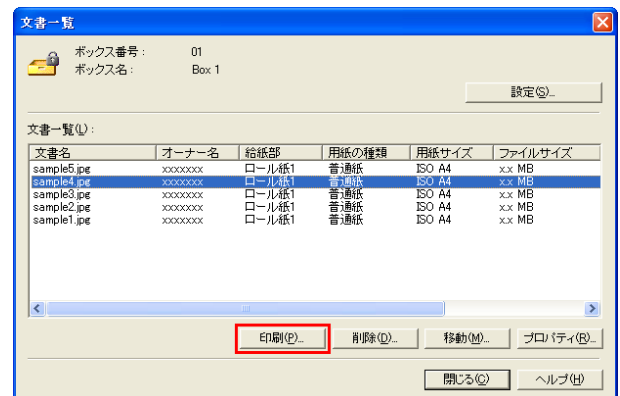 文書一覧
ボックス番号: 01
ボックス名: Box 1
設定(S)...
文書一覧(L):
文書名 オーナー名 給紙部 用紙の種類 用紙サイズ ファイルサイズ
sample5.jpg xxxxxxx ロール紙1 普通紙 ISO A4 x.x MB
sample4.jpg xxxxxxx ロール紙1 普通紙 ISO A4 x.x MB
sample3.jpg xxxxxxx ロール紙1 普通紙 ISO A4 x.x MB
sample2.jpg xxxxxxx ロール紙1 普通紙 ISO A4 x.x MB
sample1.jpg xxxxxxx ロール紙1 普通紙 ISO A4 x.x MB
印刷(P)... 削除(D)... 移動(M)... プロパティ(R)...
閉じる(C) ヘルプ(H)